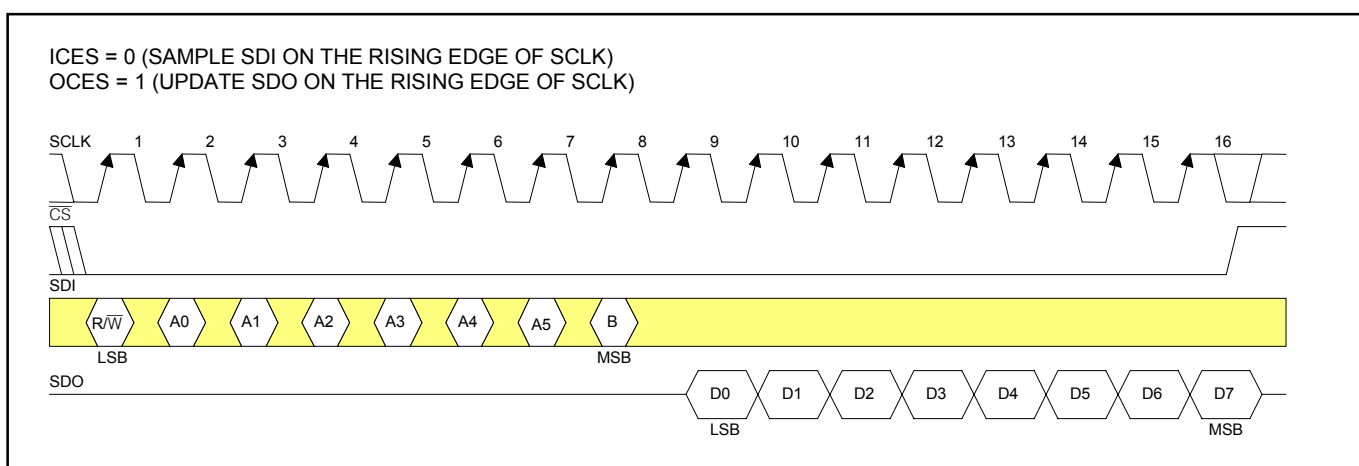 ICES = 0 (SAMPLE SDI ON THE RISING EDGE OF SCLK)
OCES = 1 (UPDATE SDO ON THE RISING EDGE OF SCLK)
SCLK 1 2 3 4 5 6 7 8 9 10 11 12 13 14 15 16
C̅S̅
SDI
R/W̅ A0 A1 A2 A3 A4 A5 B
LSB MSB
SDO
D0 D1 D2 D3 D4 D5 D6 D7
LSB MSB